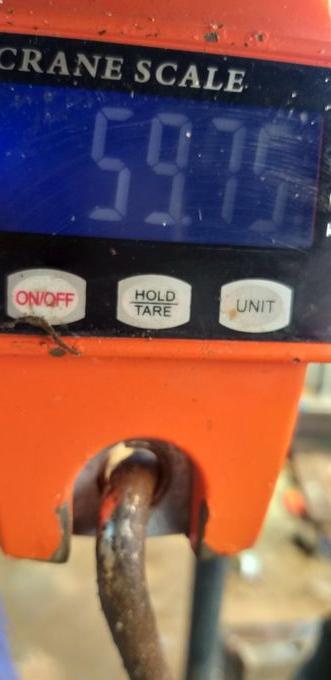 CRANE SCALE
59.75
ON/OFF
HOLD
TARE
UNIT